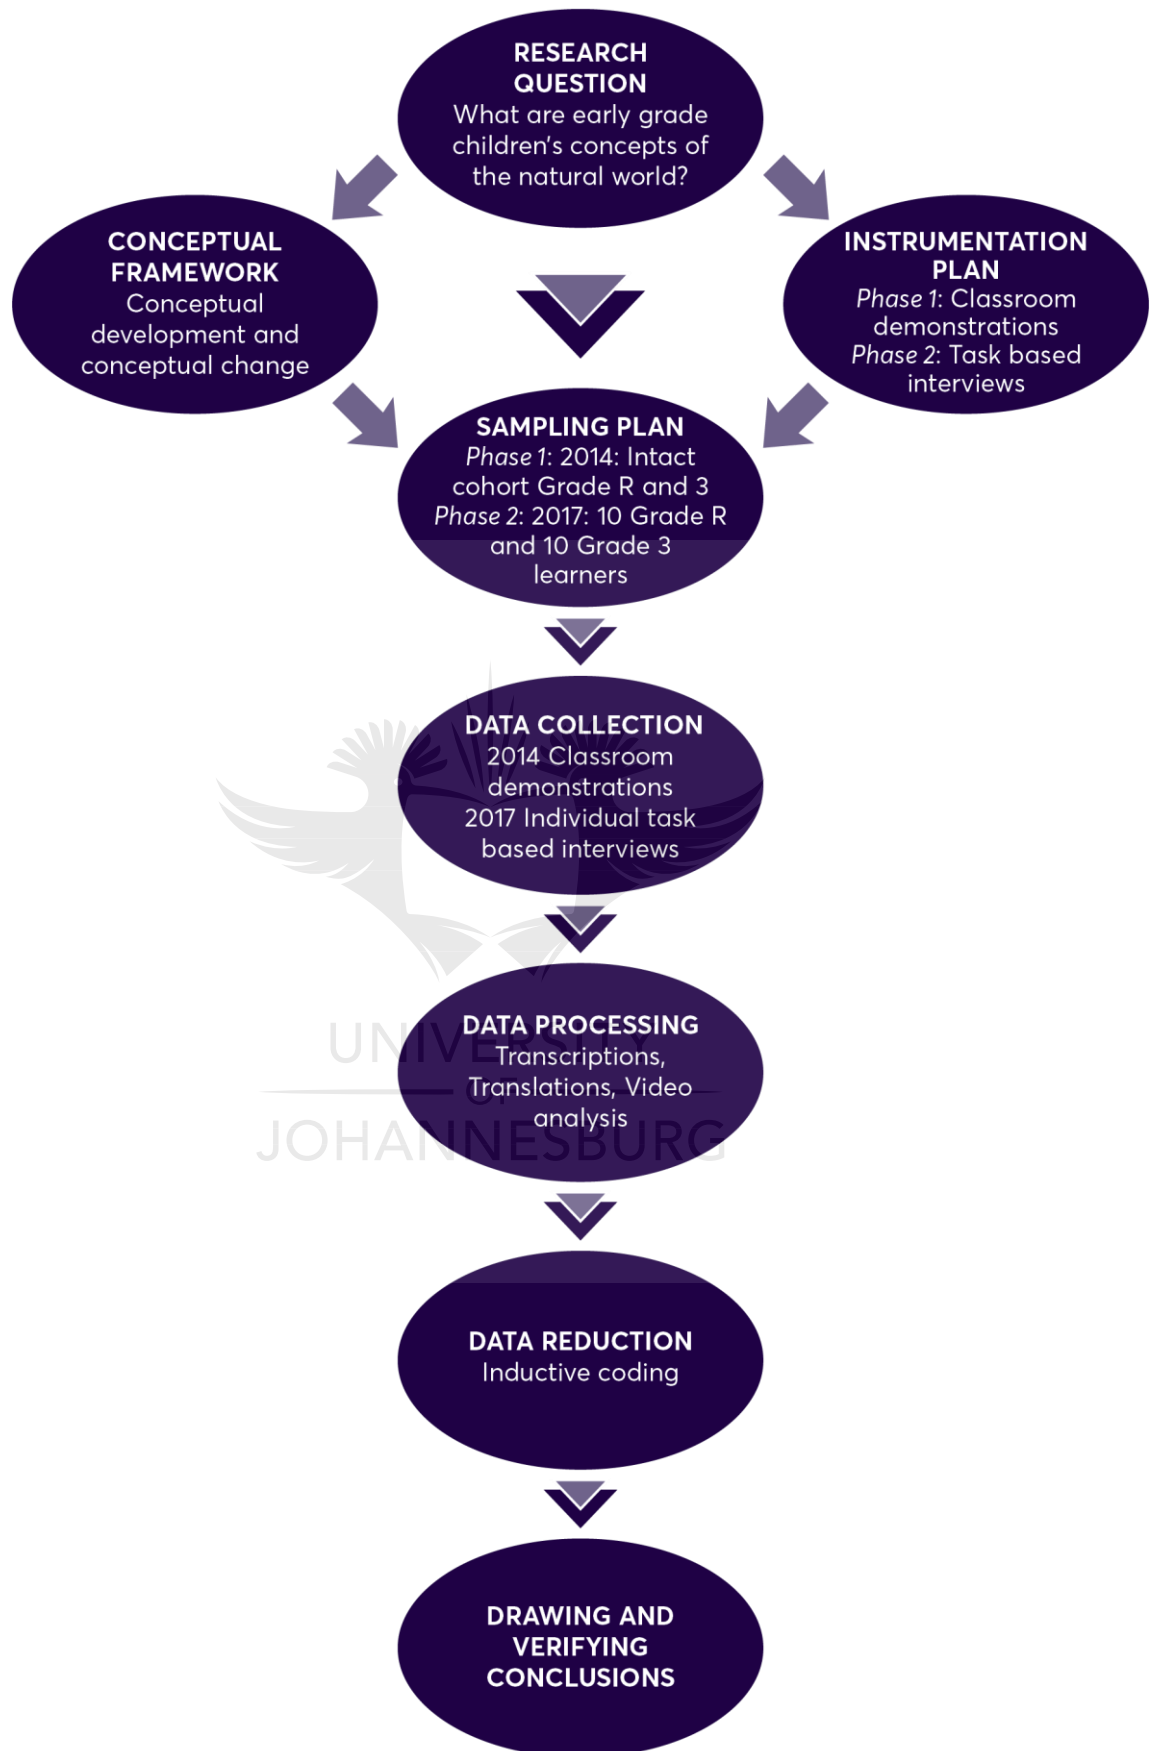 RESEARCH
QUESTION
What are early grade
children's concepts of
the natural world?
CONCEPTUAL
FRAMEWORK
Conceptual
development and
conceptual change
INSTRUMENTATION
PLAN
Phase 1: Classroom
demonstrations
Phase 2: Task based
interviews
SAMPLING PLAN
Phase 1: 2014: Intact
cohort Grade R and 3
Phase 2: 2017: 10 Grade R
and 10 Grade 3
learners
DATA COLLECTION
2014 Classroom
demonstrations
2017 Individual task
based interviews
DATA PROCESSING
Transcriptions,
Translations, Video
analysis
UNIVERSITY
OF
JOHANNESBURG
DATA REDUCTION
Inductive coding
DRAWING AND
VERIFYING
CONCLUSIONS